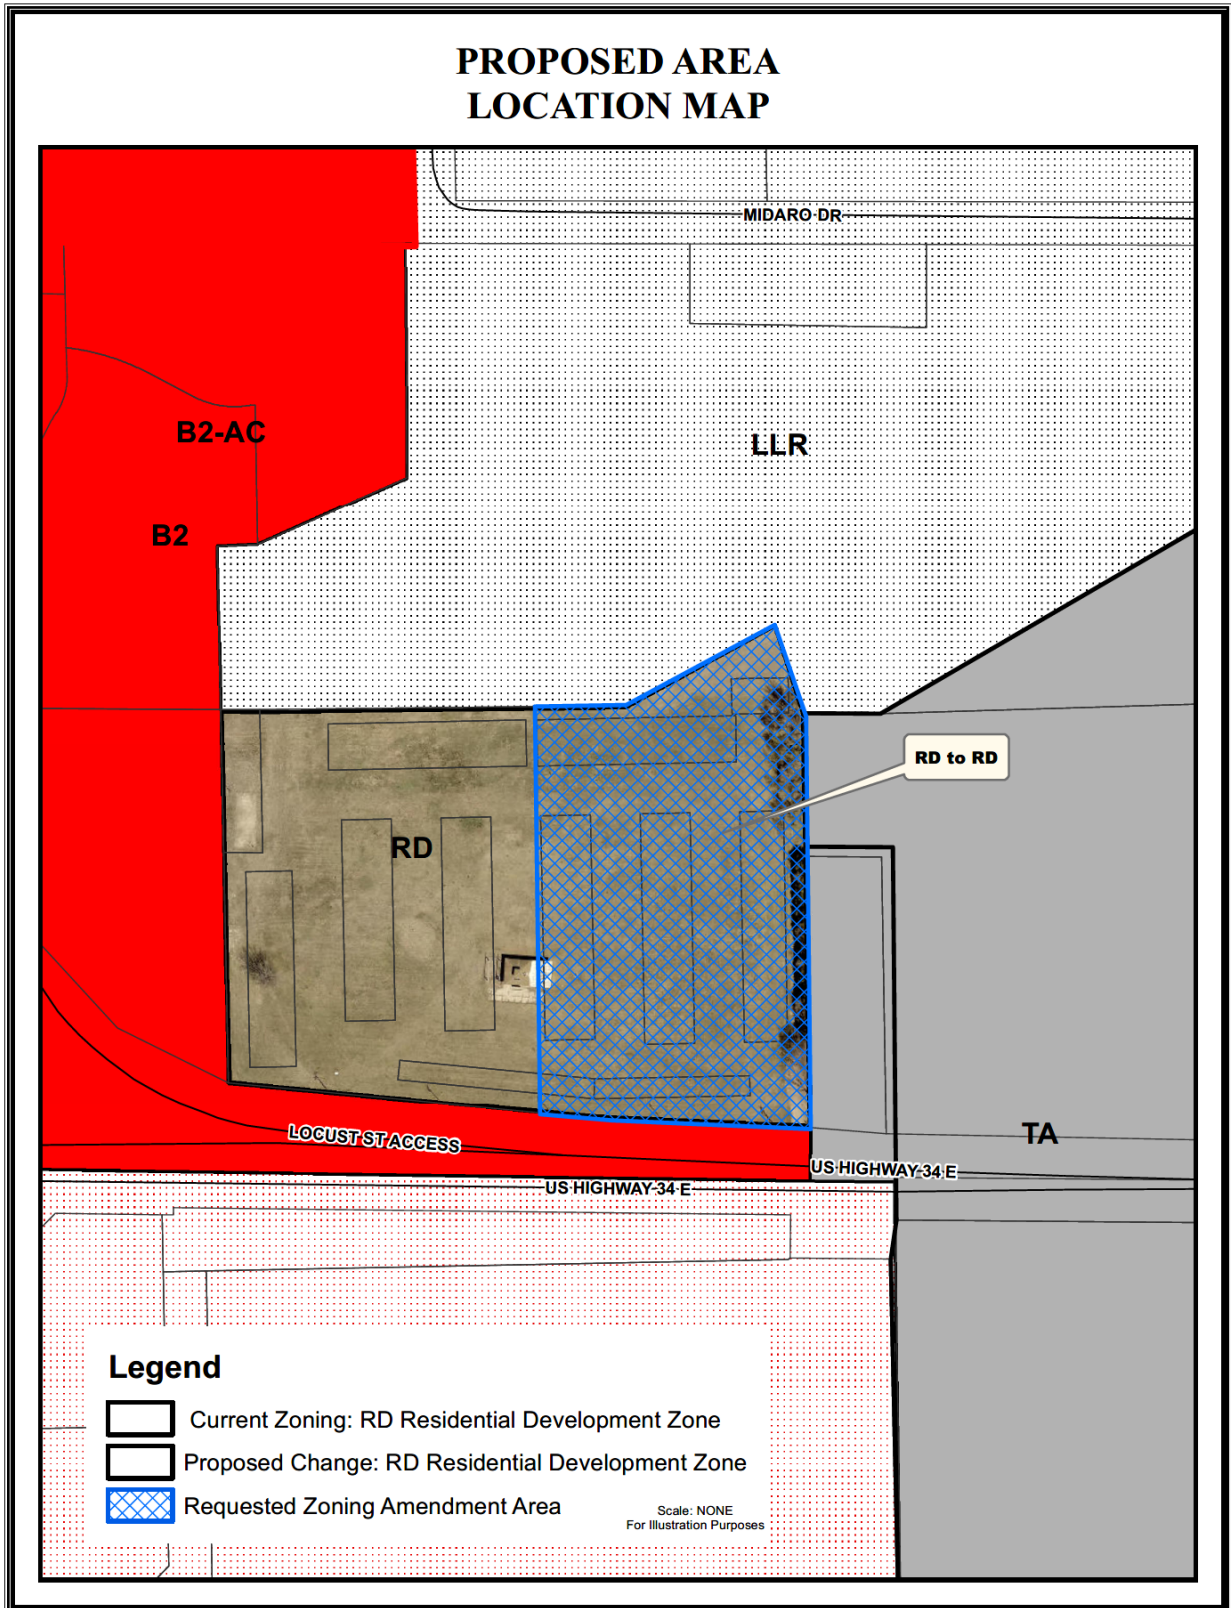 PROPOSED AREA
LOCATION MAP
MIDARO DR
B2-AC
LLR
B2
RD to RD
RD
LOCUST ST ACCESS
TA
US HIGHWAY 34 E
US HIGHWAY 34 E
Legend
Current Zoning: RD Residential Development Zone
Proposed Change: RD Residential Development Zone
Requested Zoning Amendment Area
Scale: NONE
For Illustration Purposes